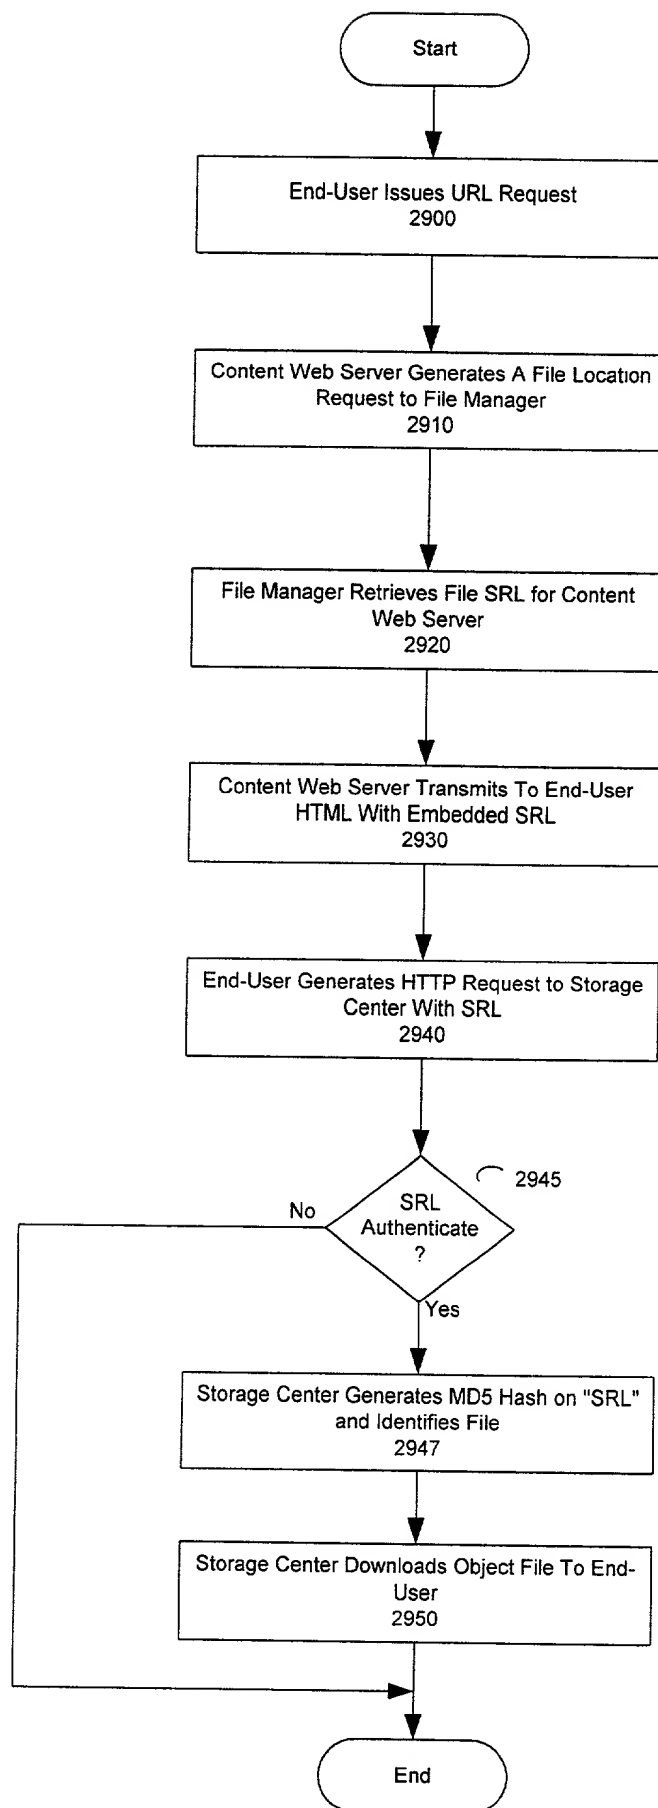 Start
End-User Issues URL Request
2900
Content Web Server Generates A File Location
Request to File Manager
2910
File Manager Retrieves File SRL for Content
Web Server
2920
Content Web Server Transmits To End-User
HTML With Embedded SRL
2930
End-User Generates HTTP Request to Storage
Center With SRL
2940
2945
SRL
Authenticate
?
No
Yes
Storage Center Generates MD5 Hash on "SRL"
and Identifies File
2947
Storage Center Downloads Object File To End-
User
2950
End